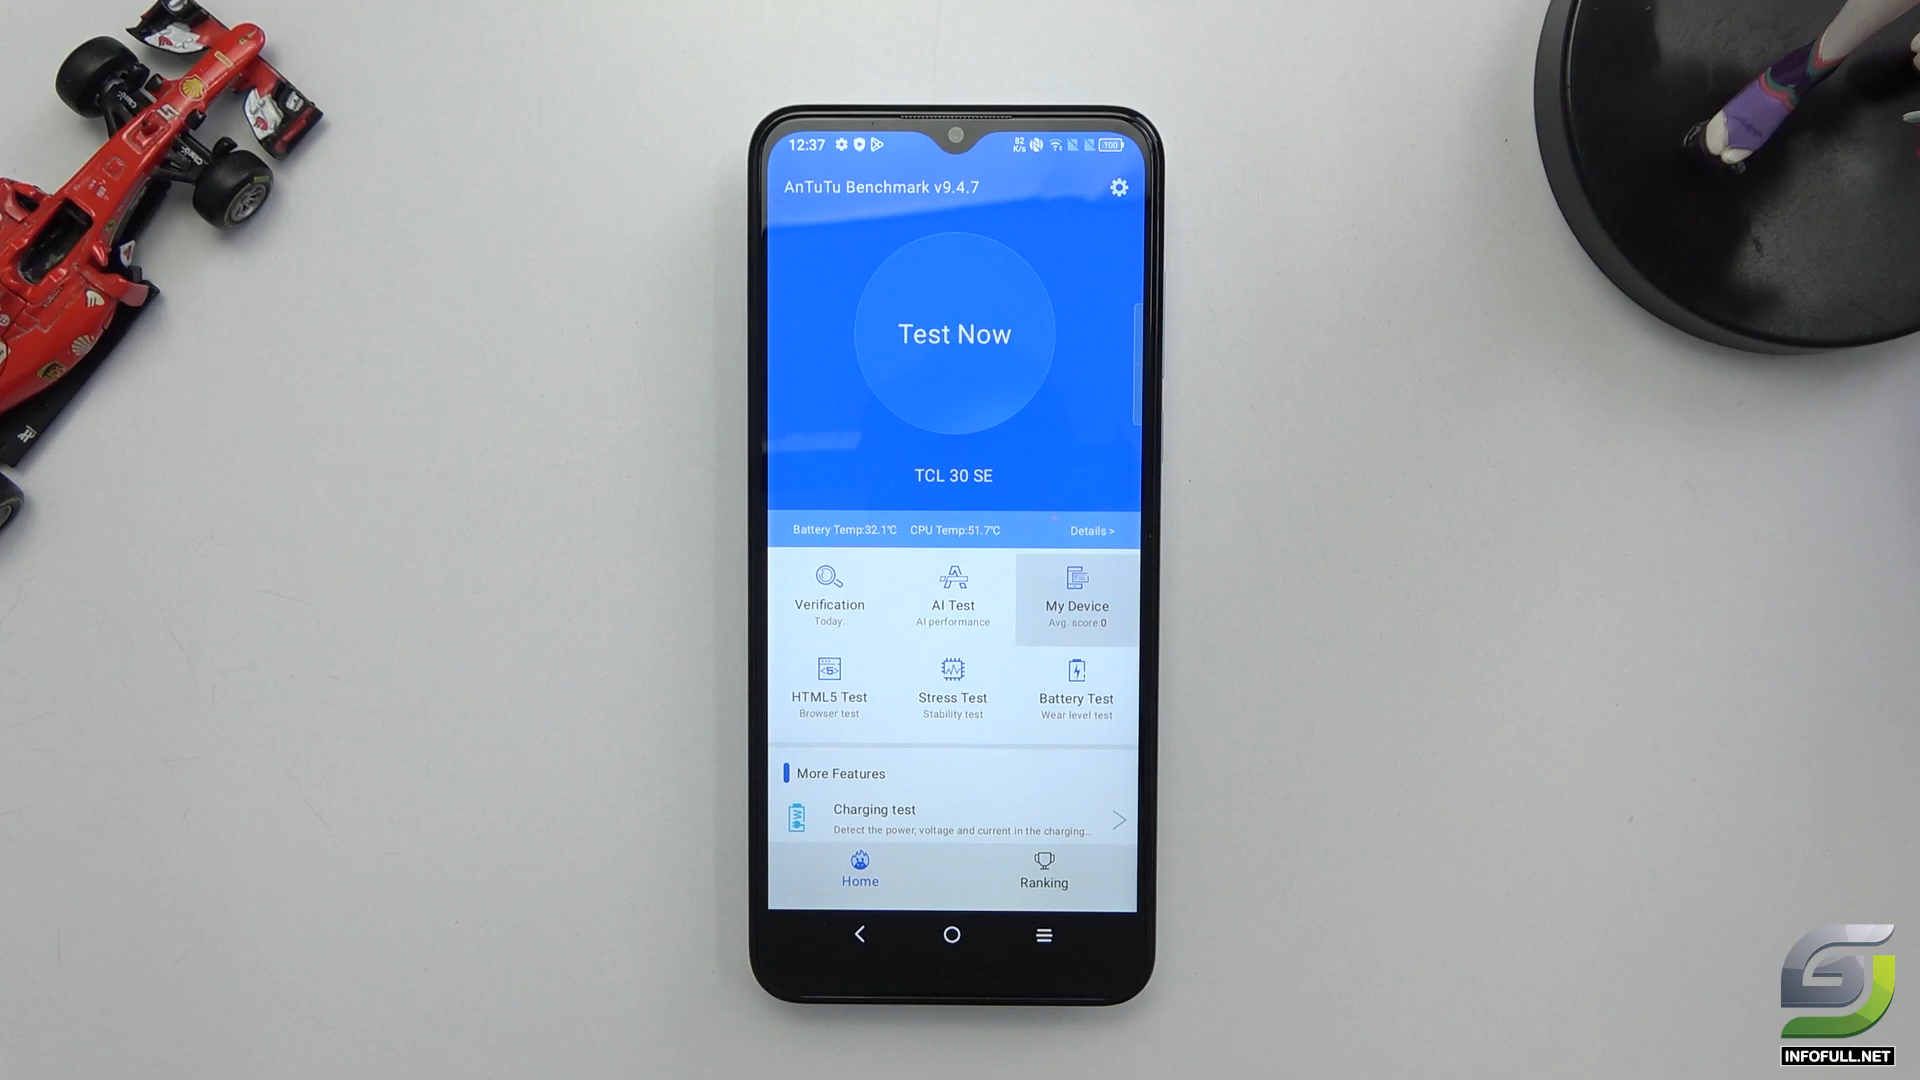 12:37
82
K/s
100
AnTuTu Benchmark v9.4.7
Test Now
TCL 30 SE
Battery Temp:32.1℃ CPU Temp:51.7℃ Details >
Verification
Today:
AI Test
AI performance
My Device
Avg. score:0
HTML5 Test
Browser test
Stress Test
Stability test
Battery Test
Wear level test
More Features
Charging test
Detect the power, voltage and current in the charging...
Home
Ranking
INFOFULL.NET